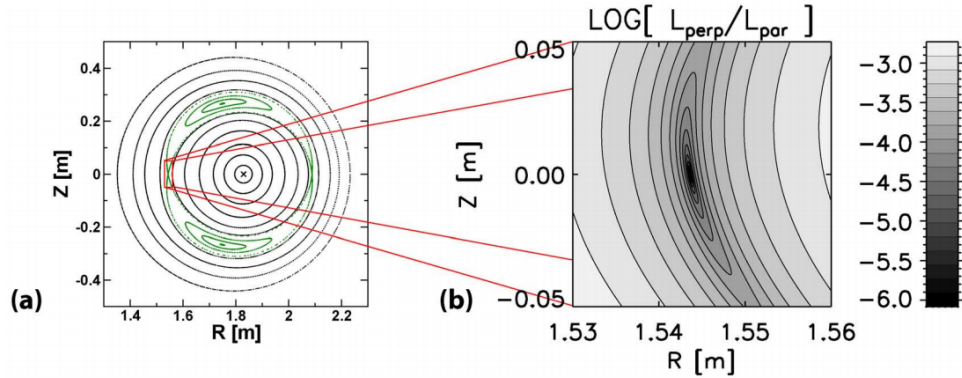 LOG[ L_perp/L_par ]
Z [m]
0.4
0.2
0
-0.2
-0.4
1.4 1.6 1.8 2 2.2
R [m]
(a)
Z [m]
0.05
0.00
-0.05
1.53 1.54 1.55 1.56
R [m]
(b)
-3.0
-3.5
-4.0
-4.5
-5.0
-5.5
-6.0